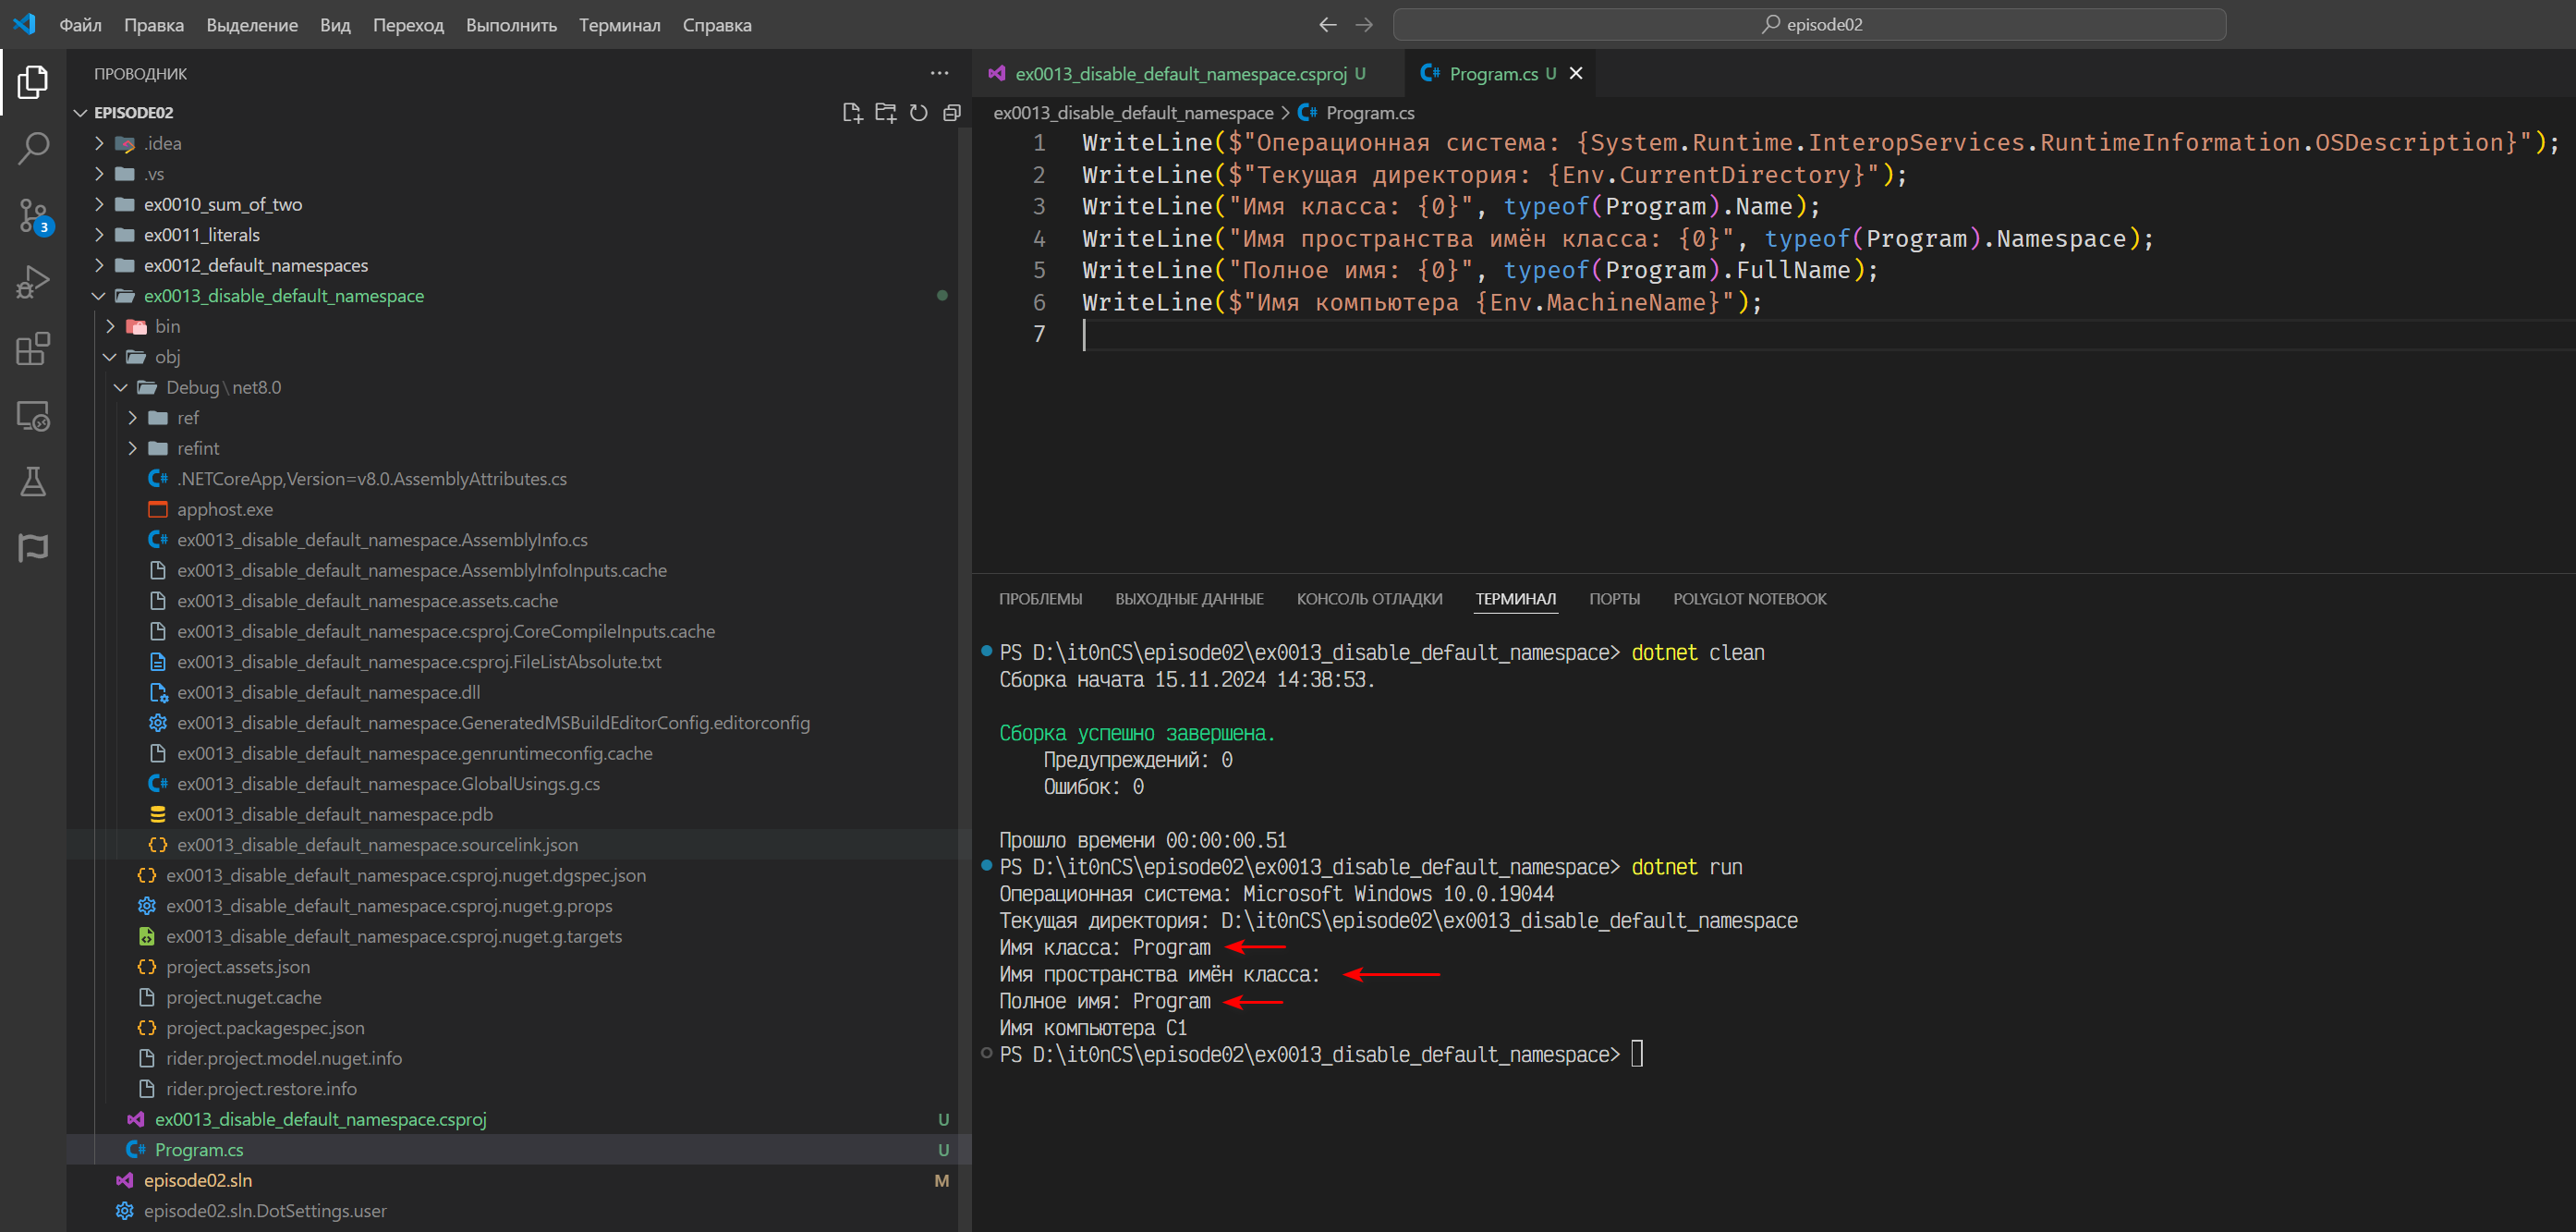 Файл Правка Выделение Вид Переход Выполнить Терминал Справка
episode02
ПРОВОДНИК
EPISODE02
.idea
.vs
ex0010_sum_of_two
ex0011_literals
ex0012_default_namespaces
ex0013_disable_default_namespace
bin
obj
Debug\net8.0
ref
refint
.NETCoreApp,Version=v8.0.AssemblyAttributes.cs
apphost.exe
ex0013_disable_default_namespace.AssemblyInfo.cs
ex0013_disable_default_namespace.AssemblyInfoInputs.cache
ex0013_disable_default_namespace.assets.cache
ex0013_disable_default_namespace.csproj.CoreCompileInputs.cache
ex0013_disable_default_namespace.csproj.FileListAbsolute.txt
ex0013_disable_default_namespace.dll
ex0013_disable_default_namespace.GeneratedMSBuildEditorConfig.editorconfig
ex0013_disable_default_namespace.genruntimeconfig.cache
ex0013_disable_default_namespace.GlobalUsings.g.cs
ex0013_disable_default_namespace.pdb
ex0013_disable_default_namespace.sourcelink.json
ex0013_disable_default_namespace.csproj.nuget.dgspec.json
ex0013_disable_default_namespace.csproj.nuget.g.props
ex0013_disable_default_namespace.csproj.nuget.g.targets
project.assets.json
project.nuget.cache
project.packagespec.json
rider.project.model.nuget.info
rider.project.restore.info
ex0013_disable_default_namespace.csproj U
Program.cs U
episode02.sln M
episode02.sln.DotSettings.user
3
ex0013_disable_default_namespace.csproj U
Program.cs U
ex0013_disable_default_namespace > Program.cs
1 WriteLine($"Операционная система: {System.Runtime.InteropServices.RuntimeInformation.OSDescription}");
2 WriteLine($"Текущая директория: {Env.CurrentDirectory}");
3 WriteLine("Имя класса: {0}", typeof(Program).Name);
4 WriteLine("Имя пространства имён класса: {0}", typeof(Program).Namespace);
5 WriteLine("Полное имя: {0}", typeof(Program).FullName);
6 WriteLine($"Имя компьютера {Env.MachineName}");
7
ПРОБЛЕМЫ ВЫХОДНЫЕ ДАННЫЕ КОНСОЛЬ ОТЛАДКИ ТЕРМИНАЛ ПОРТЫ POLYGLOT NOTEBOOK
PS D:\it0nCS\episode02\ex0013_disable_default_namespace> dotnet clean
Сборка начата 15.11.2024 14:38:53.
Сборка успешно завершена.
Предупреждений: 0
Ошибок: 0
Прошло времени 00:00:00.51
PS D:\it0nCS\episode02\ex0013_disable_default_namespace> dotnet run
Операционная система: Microsoft Windows 10.0.19044
Текущая директория: D:\it0nCS\episode02\ex0013_disable_default_namespace
Имя класса: Program
Имя пространства имён класса:
Полное имя: Program
Имя компьютера C1
PS D:\it0nCS\episode02\ex0013_disable_default_namespace>